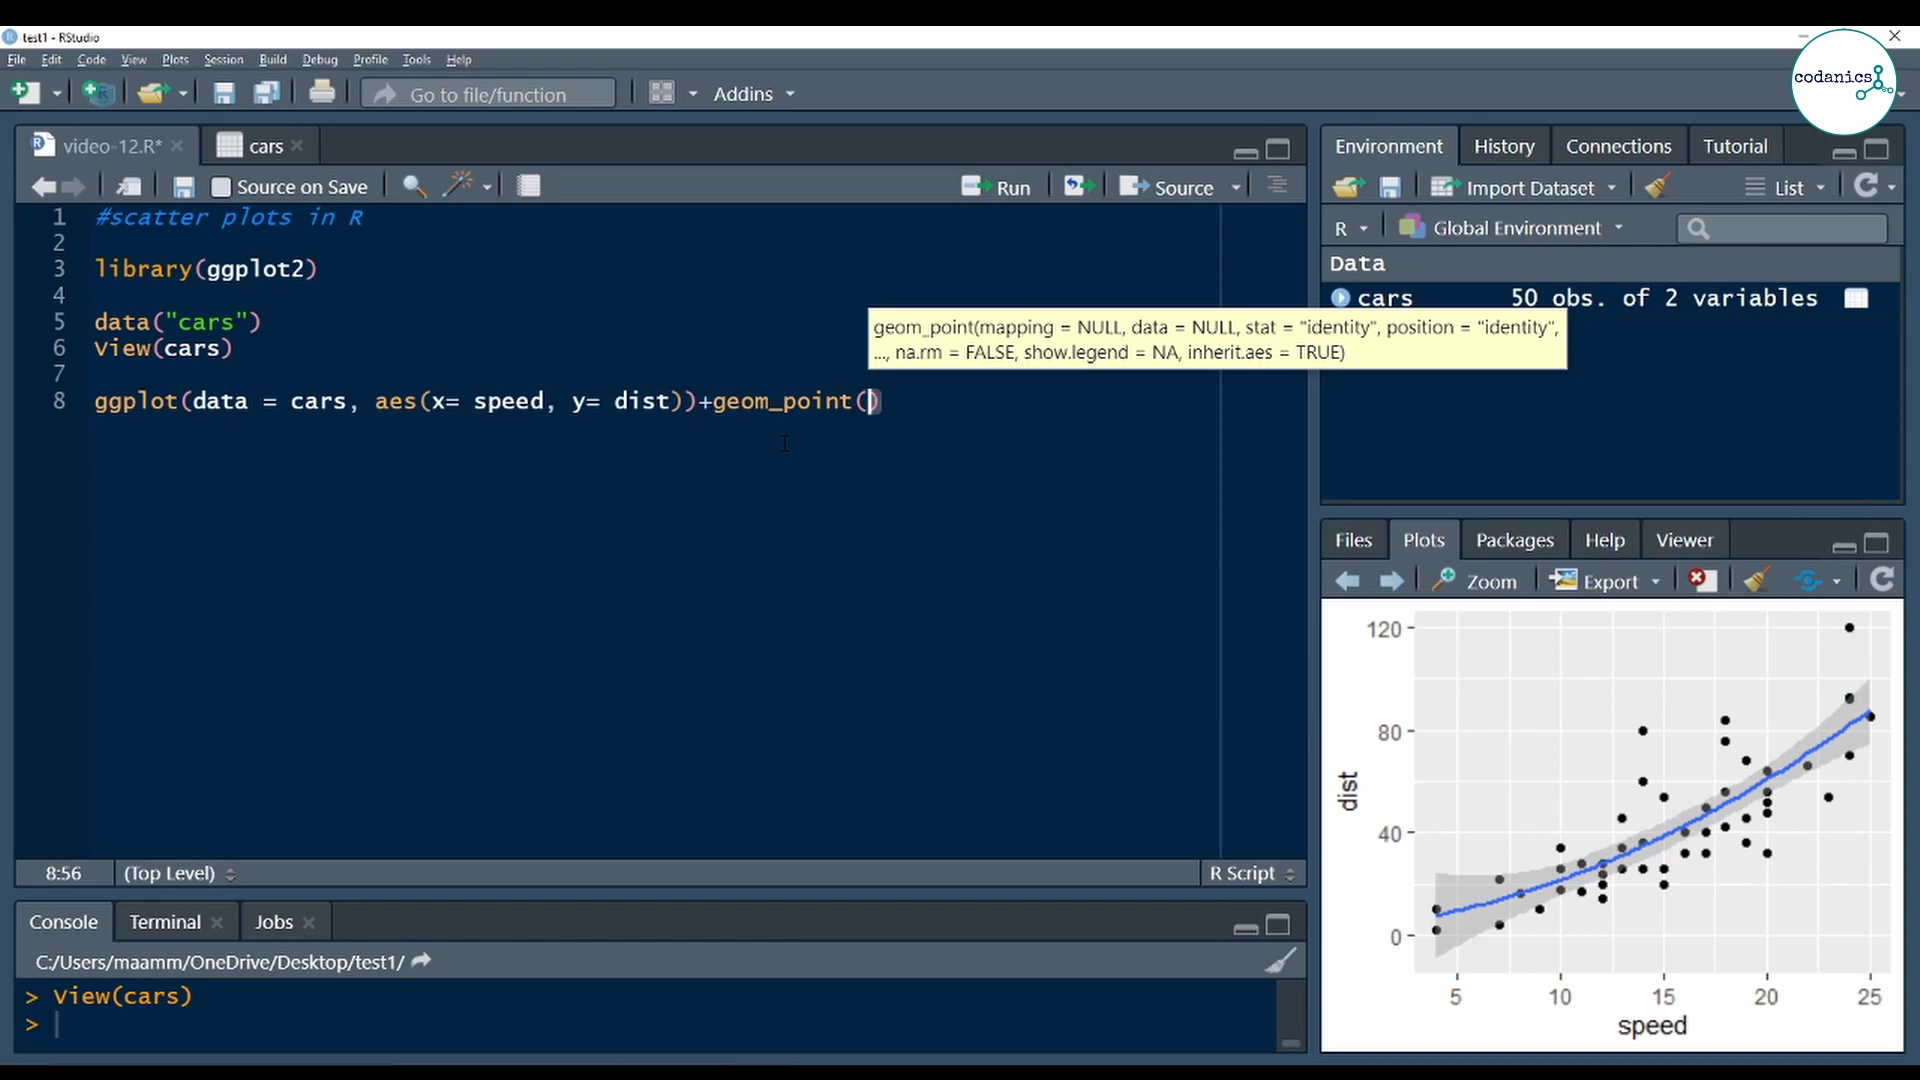 test1 - RStudio
File Edit Code View Plots Session Build Debug Profile Tools Help
Go to file/function Addins
codanics
video-12.R* cars
Source on Save Run Source
1 #scatter plots in R
2
3 library(ggplot2)
4
5 data("cars")
6 View(cars)
7
8 ggplot(data = cars, aes(x= speed, y= dist))+geom_point()
geom_point(mapping = NULL, data = NULL, stat = "identity", position = "identity",
..., na.rm = FALSE, show.legend = NA, inherit.aes = TRUE)
8:56 (Top Level) R Script
Console Terminal Jobs
C:/Users/maamm/OneDrive/Desktop/test1/
> View(cars)
>
Environment History Connections Tutorial
Import Dataset List
R Global Environment
Data
cars 50 obs. of 2 variables
Files Plots Packages Help Viewer
Zoom Export
120
80
40
0
dist
5 10 15 20 25
speed